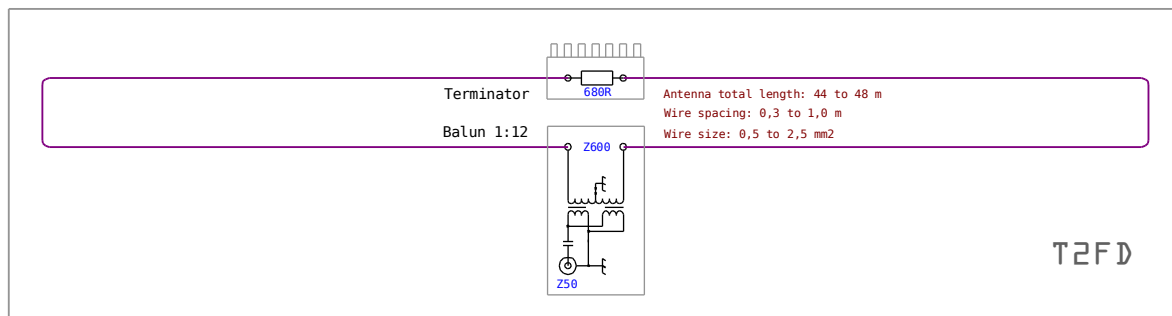 680R
Terminator
Antenna total length: 44 to 48 m
Wire spacing: 0,3 to 1,0 m
Balun 1:12
Wire size: 0,5 to 2,5 mm2
Z600
T2FD
Z50